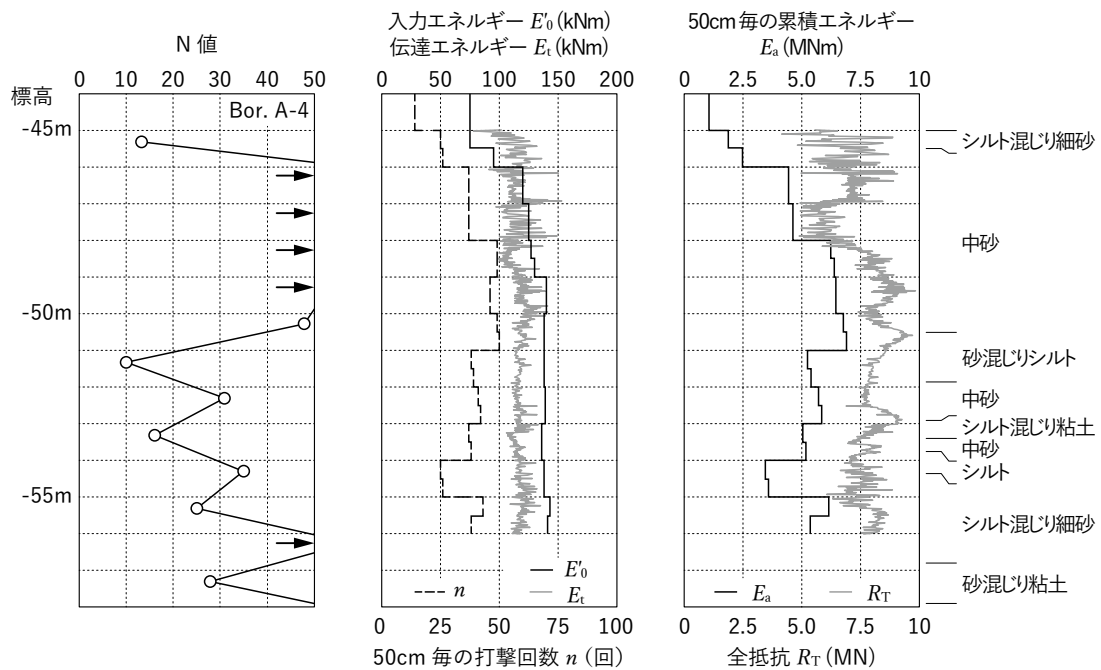 N 値
0 10 20 30 40 50
標高
Bor. A-4
-45m
-50m
-55m
入力エネルギー E′0 (kNm)
伝達エネルギー Et (kNm)
0 50 100 150 200
n
E′0
Et
0 25 50 75 100
50cm 毎の打撃回数 n (回)
50cm 毎の累積エネルギー
Ea (MNm)
0 2.5 5.0 7.5 10
Ea
RT
0 2.5 5.0 7.5 10
全抵抗 RT (MN)
シルト混じり細砂
中砂
砂混じりシルト
中砂
シルト混じり粘土
中砂
シルト
シルト混じり細砂
砂混じり粘土